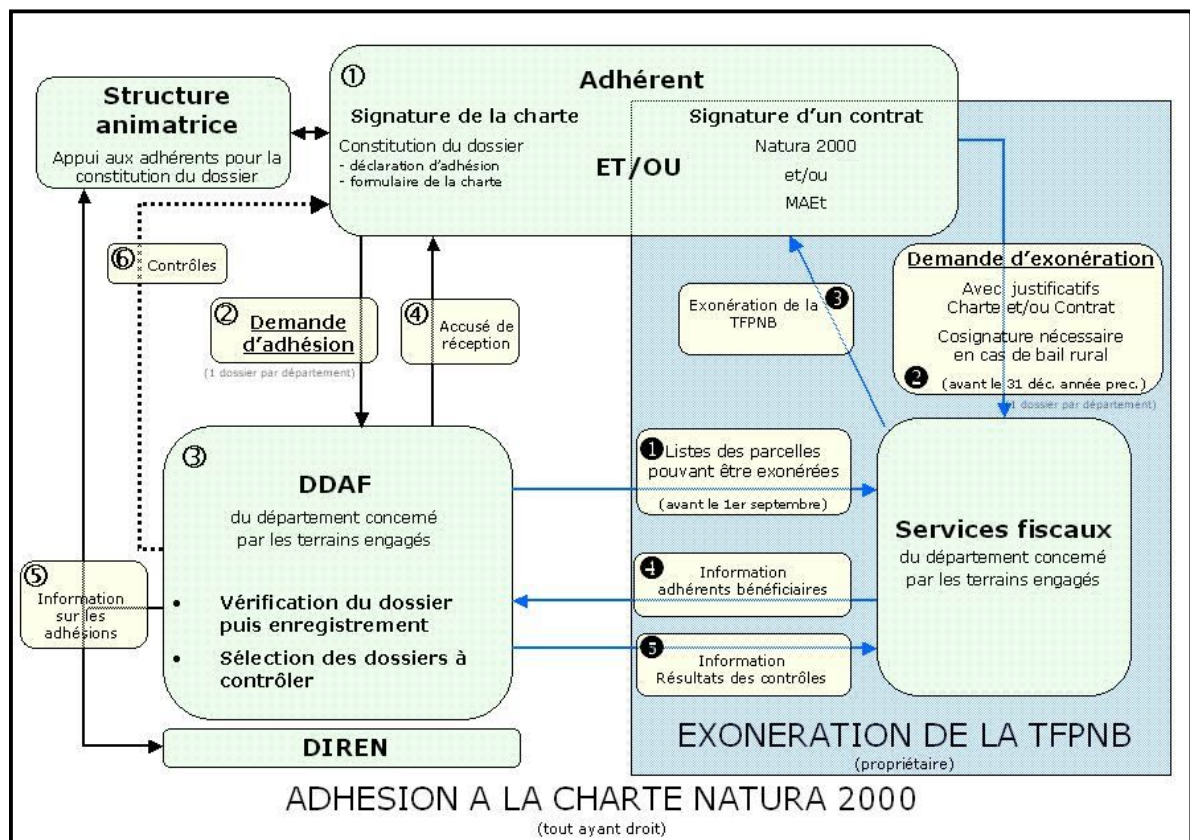 ①
Adhérent
Structure
animatrice
Appui aux adhérents pour la
constitution du dossier
Signature de la charte
Constitution du dossier
- déclaration d'adhésion
- formulaire de la charte
ET/OU
Signature d'un contrat
Natura 2000
et/ou
MAEt
⑥
Contrôles
②
Demande
d'adhésion
(1 dossier par département)
④
Accusé de
réception
Exonération de la
TFPNB
❸
Demande d'exonération
Avec justificatifs
Charte et/ou Contrat
Cosignature nécessaire
en cas de bail rural
❷
(avant le 31 déc. année prec.)
(1 dossier par département)
③
DDAF
du département concerné
par les terrains engagés
• Vérification du dossier
puis enregistrement
• Sélection des dossiers à
contrôler
❶
Listes des parcelles
pouvant être exonérées
(avant le 1er septembre)
Services fiscaux
du département concerné
par les terrains engagés
❹
Information
adhérents bénéficiaires
❺
Information
Résultats des contrôles
⑤
Information
sur les
adhésions
DIREN
EXONERATION DE LA TFPNB
(propriétaire)
ADHESION A LA CHARTE NATURA 2000
(tout ayant droit)